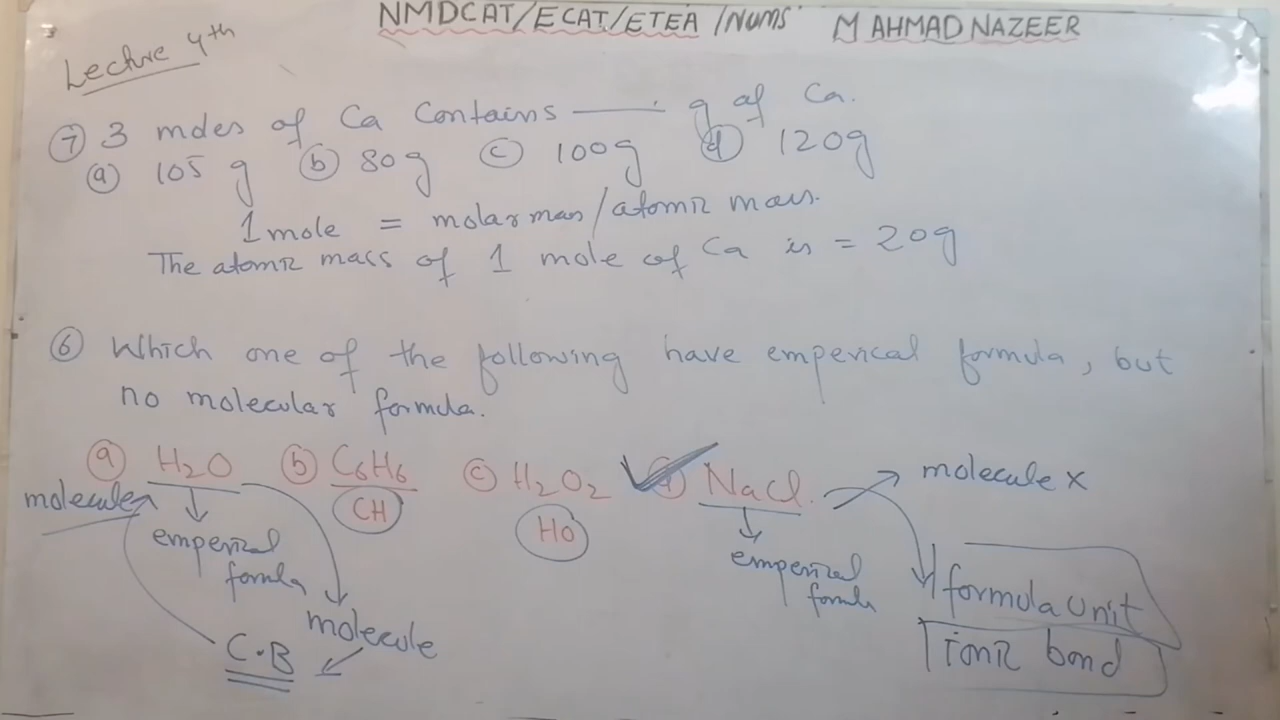 NMDCAT/ECAT/ETEA/NUMS M AHMAD NAZEER
Lecture 4th
7 3 moles of Ca Contains —— g of Ca.
a 105 g b 80g c 100g d 120g
1 mole = molar mass/atomic mass.
The atomic mass of 1 mole of Ca is = 20g
6 Which one of the following have emperical formula, but
no molecular formula.
a H2O b C6H6 c H2O2 d NaCl.
molecule CH HO molecule x
emperical formula
molecule
C.B
emperical formula
formula unit
ionic bond